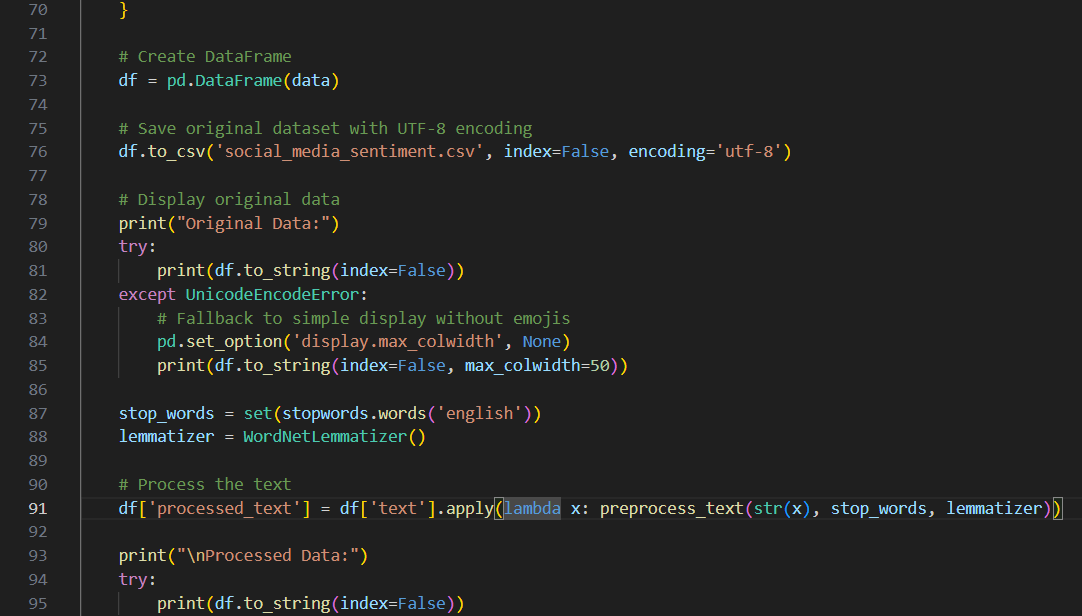 70 }
71
72 # Create DataFrame
73 df = pd.DataFrame(data)
74
75 # Save original dataset with UTF-8 encoding
76 df.to_csv('social_media_sentiment.csv', index=False, encoding='utf-8')
77
78 # Display original data
79 print("Original Data:")
80 try:
81     print(df.to_string(index=False))
82 except UnicodeEncodeError:
83     # Fallback to simple display without emojis
84     pd.set_option('display.max_colwidth', None)
85     print(df.to_string(index=False, max_colwidth=50))
86
87 stop_words = set(stopwords.words('english'))
88 lemmatizer = WordNetLemmatizer()
89
90 # Process the text
91 df['processed_text'] = df['text'].apply(lambda x: preprocess_text(str(x), stop_words, lemmatizer))
92
93 print("\nProcessed Data:")
94 try:
95     print(df.to_string(index=False))